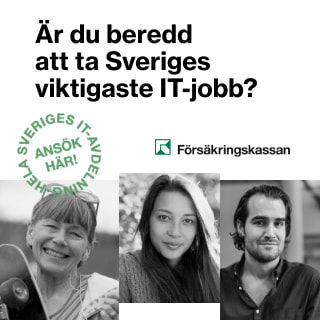 Är du beredd
att ta Sveriges
viktigaste IT-jobb?
HELA SVERIGES IT-AVDELNING-
ANSÖK
HÄR!
Försäkringskassan